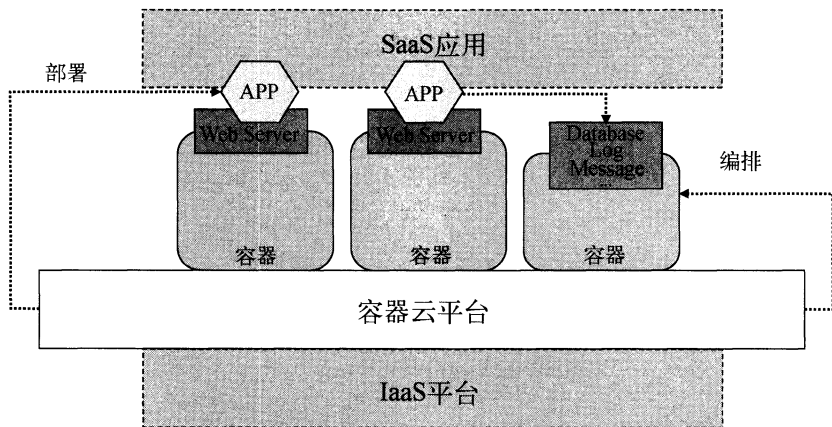 SaaS应用
部署
APP
APP
Web Server
Web Server
Database
Log
Message
...
编排
容器
容器
容器
容器云平台
IaaS平台